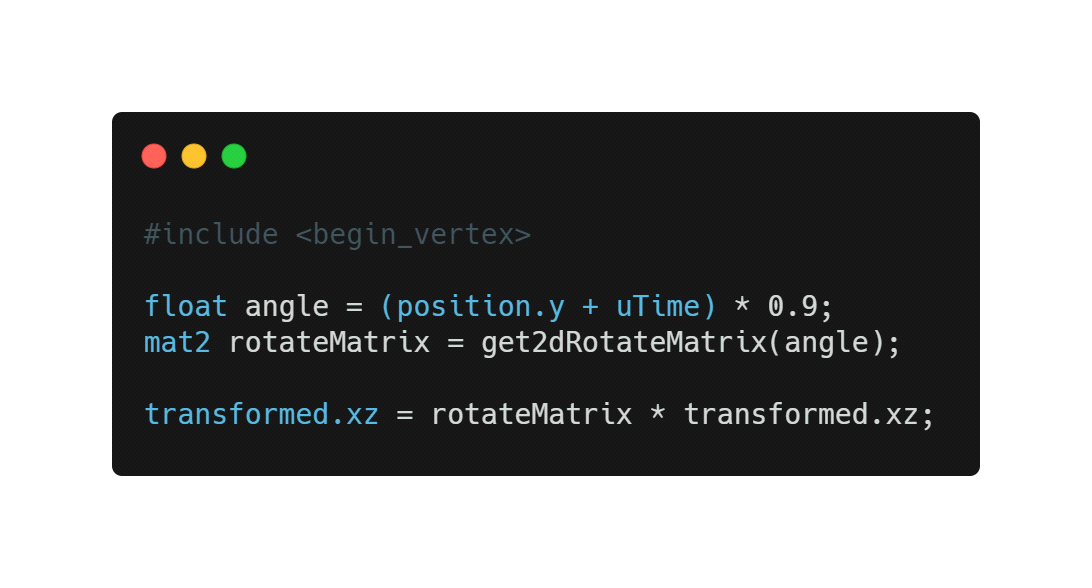 #include <begin_vertex>
float angle = (position.y + uTime) * 0.9;
mat2 rotateMatrix = get2dRotateMatrix(angle);
transformed.xz = rotateMatrix * transformed.xz;